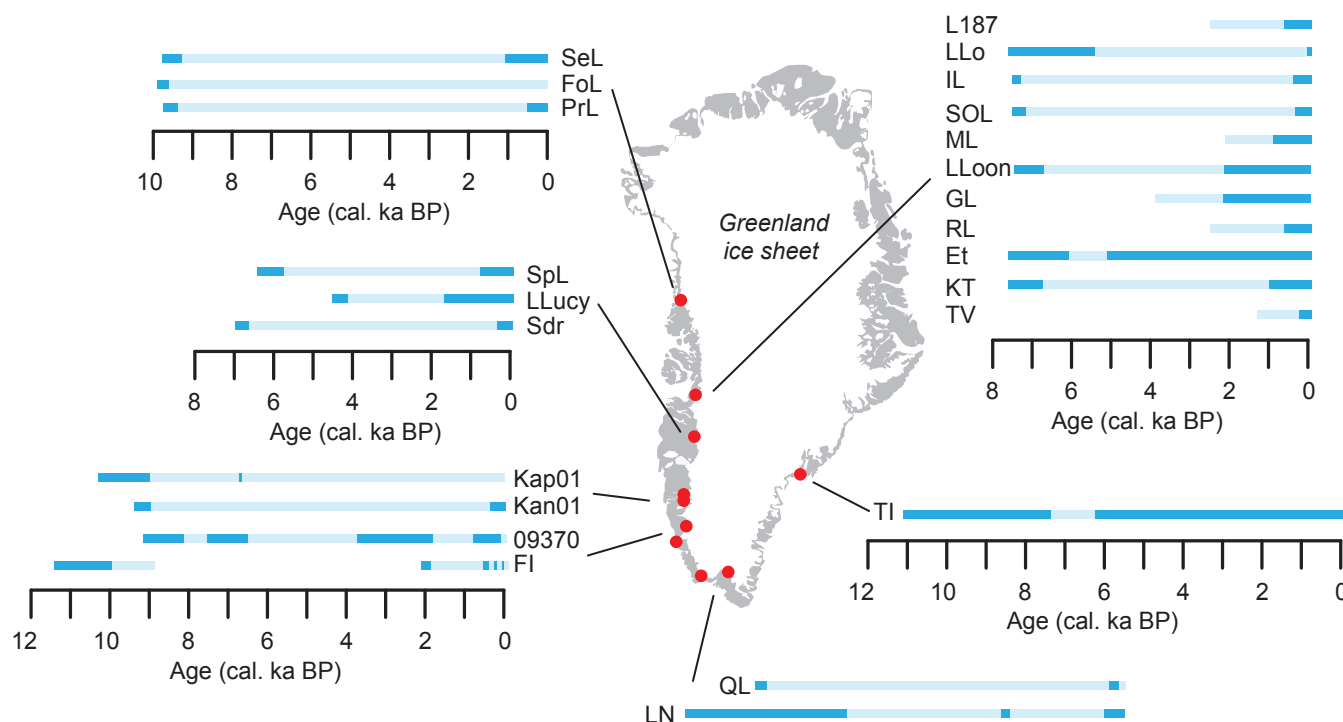 SeL
FoL
PrL
10 8 6 4 2 0
Age (cal. ka BP)
SpL
LLucy
Sdr
8 6 4 2 0
Age (cal. ka BP)
Kap01
Kan01
09370
FI
12 10 8 6 4 2 0
Age (cal. ka BP)
Greenland
ice sheet
L187
LLo
IL
SOL
ML
LLoon
GL
RL
Et
KT
TV
8 6 4 2 0
Age (cal. ka BP)
TI
12 10 8 6 4 2 0
Age (cal. ka BP)
QL
LN